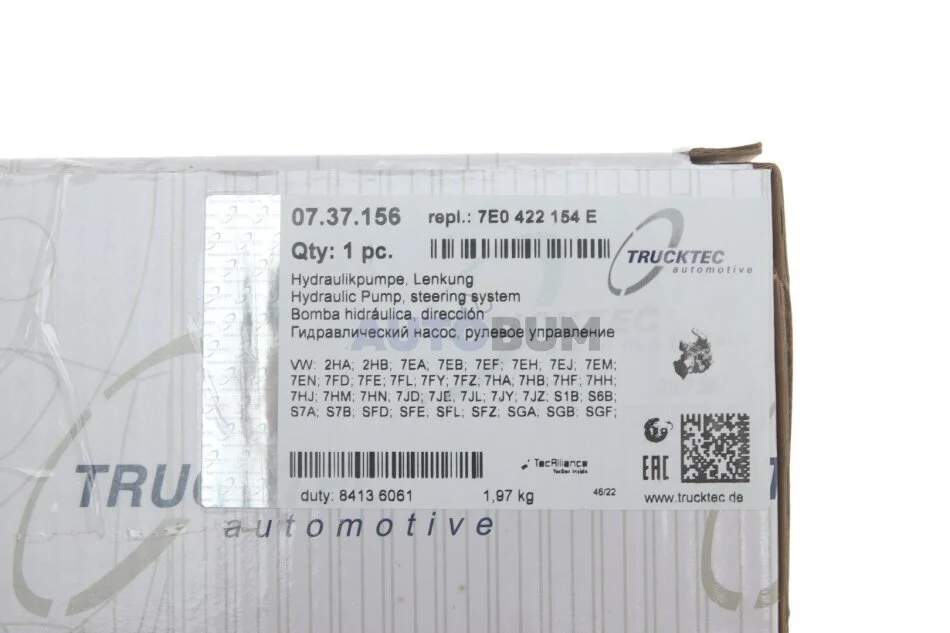 07.37.156 repl.: 7E0 422 154 E
Qty: 1 pc.
TRUCKTEC
automotive
Hydraulikpumpe, Lenkung
Hydraulic Pump, steering system
Bomba hidráulica, dirección
Гидравлический насос, рулевое управление
AUTOBUM
VW: 2HA; 2HB; 7EA; 7EB; 7EF; 7EH; 7EJ; 7EM;
7EN; 7FD; 7FE; 7FL; 7FY; 7FZ; 7HA; 7HB; 7HF; 7HH;
7HJ; 7HM; 7HN; 7JD; 7JE; 7JL; 7JY; 7JZ; S1B; S6B;
S7A; S7B; SFD; SFE; SFL; SFZ; SGA; SGB; SGF;
TecAlliance
TecDoc Inside
EAC
duty: 8413 6061 1,97 kg 46/22 www.trucktec.de
TRUC
automotive